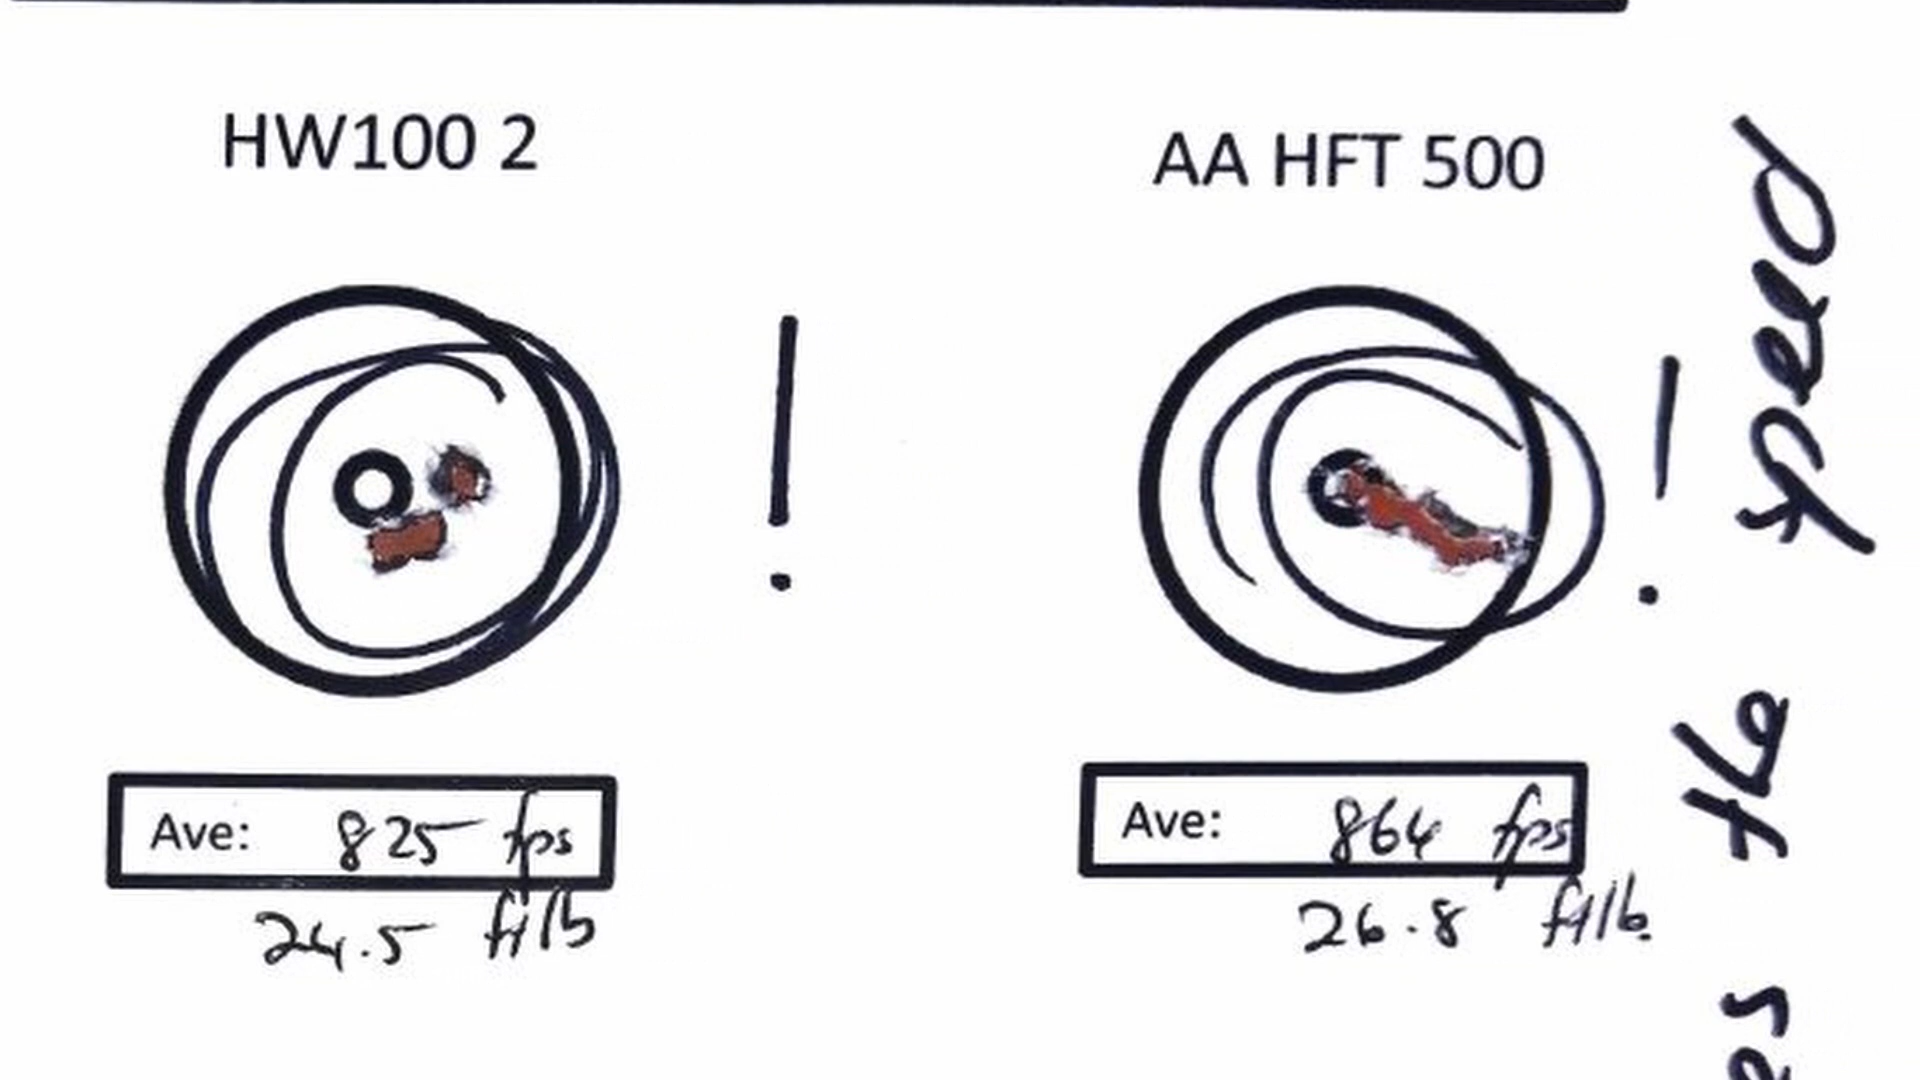 HW100 2
AA HFT 500
!
!
Ave: 825 fps
24.5 ft/lb
Ave: 864 fps
26.8 ft/lb.
the speed